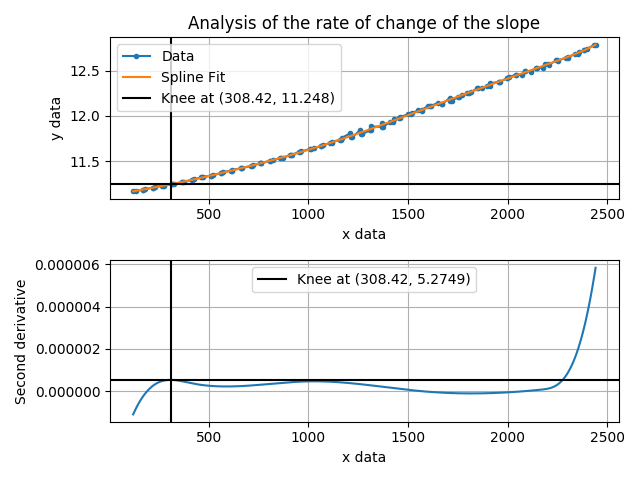 Analysis of the rate of change of the slope
Data
Spline Fit
Knee at (308.42, 11.248)
12.5
12.0
11.5
y data
500
1000
1500
2000
2500
x data
Knee at (308.42, 5.2749)
0.000006
0.000004
0.000002
0.000000
Second derivative
500
1000
1500
2000
2500
x data